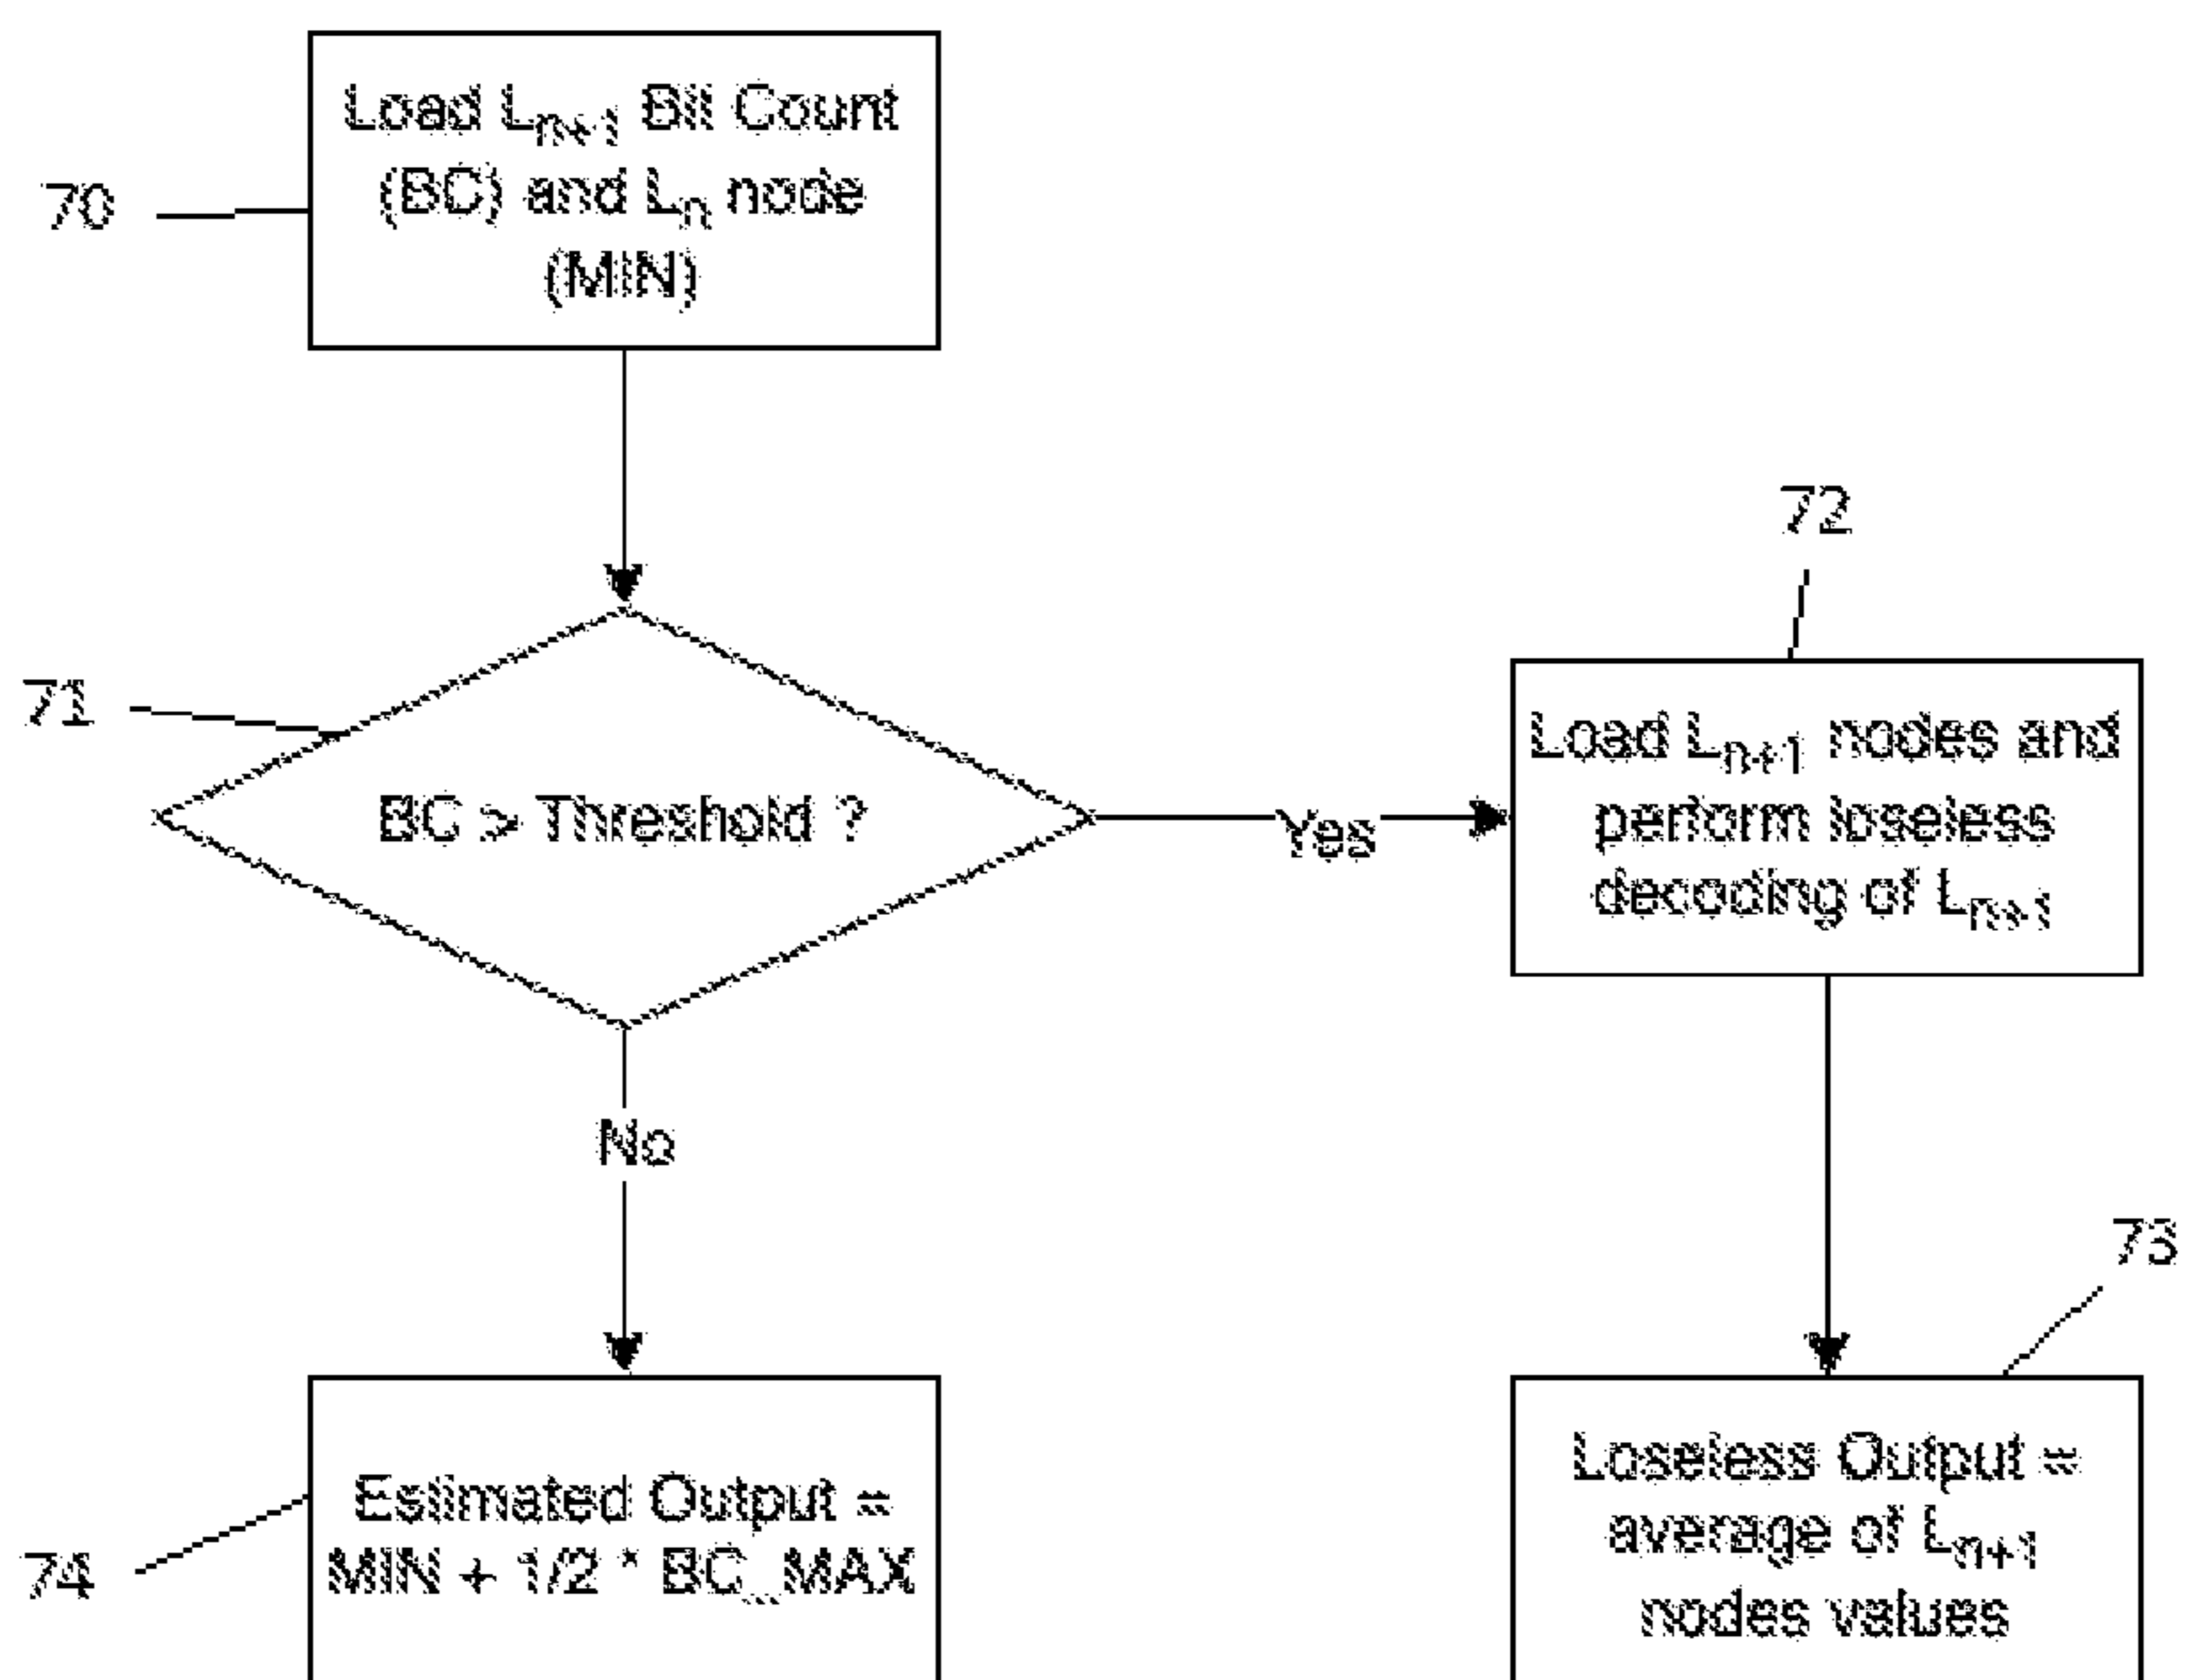 70
Load Ln+1 Bit Count
(BC) and Ln node
(MIN)
71
BC > Threshold ?
Yes
72
Load Ln+1 nodes and
perform loseless
decoding of Ln+1
No
73
74
Estimated Output =
MIN + 1/2 * BC_MAX
Loseless Output =
average of Ln+1
nodes values